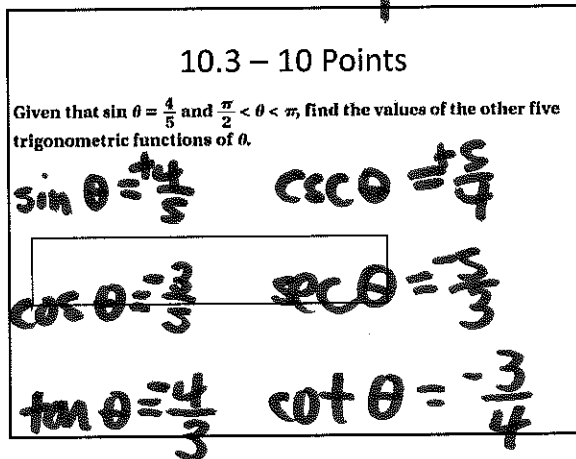 10.3 – 10 Points
Given that sin θ = 4/5 and π/2 < θ < π, find the values of the other five
trigonometric functions of θ.
sin θ = +4/5 csc θ = +5/4
cos θ = -3/5 sec θ = -5/3
tan θ = -4/3 cot θ = -3/4